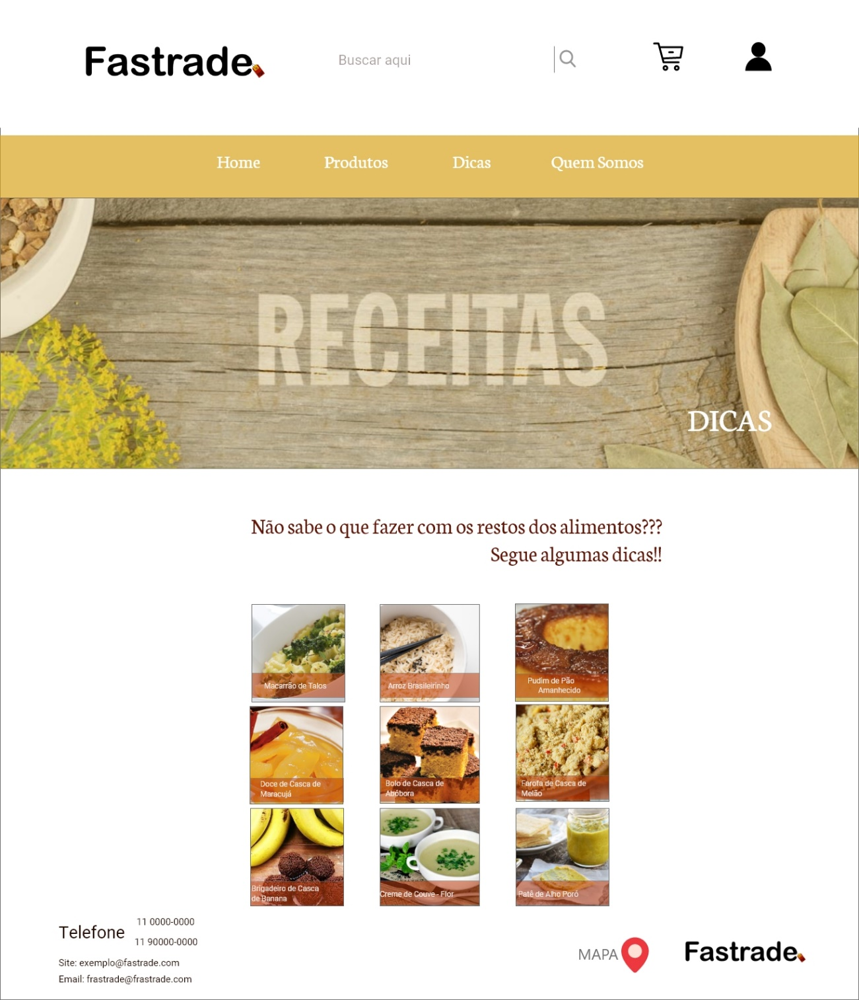 Fastrade
Buscar aqui
Home Produtos Dicas Quem Somos
RECEITAS
DICAS
Não sabe o que fazer com os restos dos alimentos???
Segue algumas dicas!!
Macarrão de Talos
Arroz Brasileirinho
Pudim de Pão
Amanhecido
Doce de Casca de
Maracujá
Bolo de Casca de
Abóbora
Farofa de Casca de
Melão
Brigadeiro de Casca
de Banana
Creme de Couve - Flor
Patê de Alho Poró
Telefone
11 0000-0000
11 90000-0000
Site: exemplo@fastrade.com
Email: frastrade@frastrade.com
MAPA
Fastrade